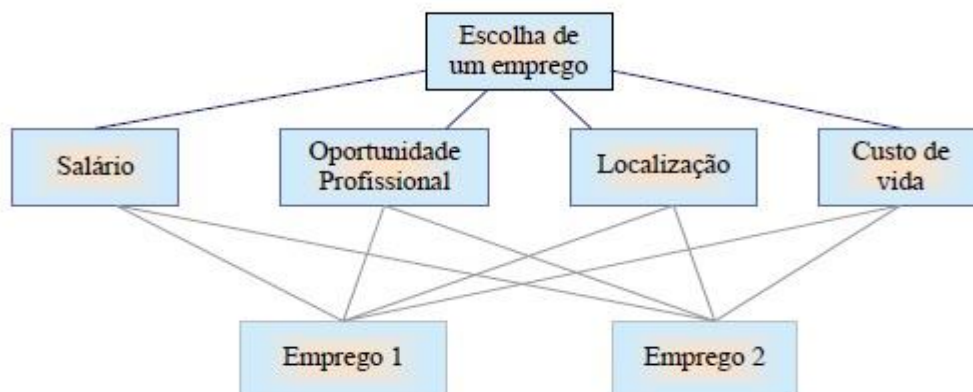 Escolha de
um emprego
Salário
Oportunidade
Profissional
Localização
Custo de
vida
Emprego 1
Emprego 2